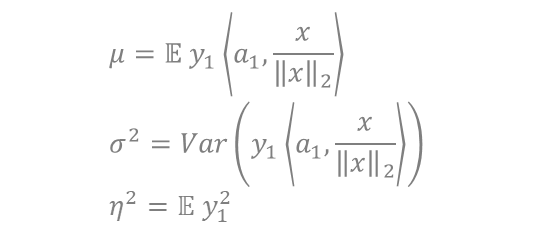 μ = 𝔼 y₁ ⟨a₁, x / ‖x‖₂⟩
σ² = Var(y₁ ⟨a₁, x / ‖x‖₂⟩)
η² = 𝔼 y₁²